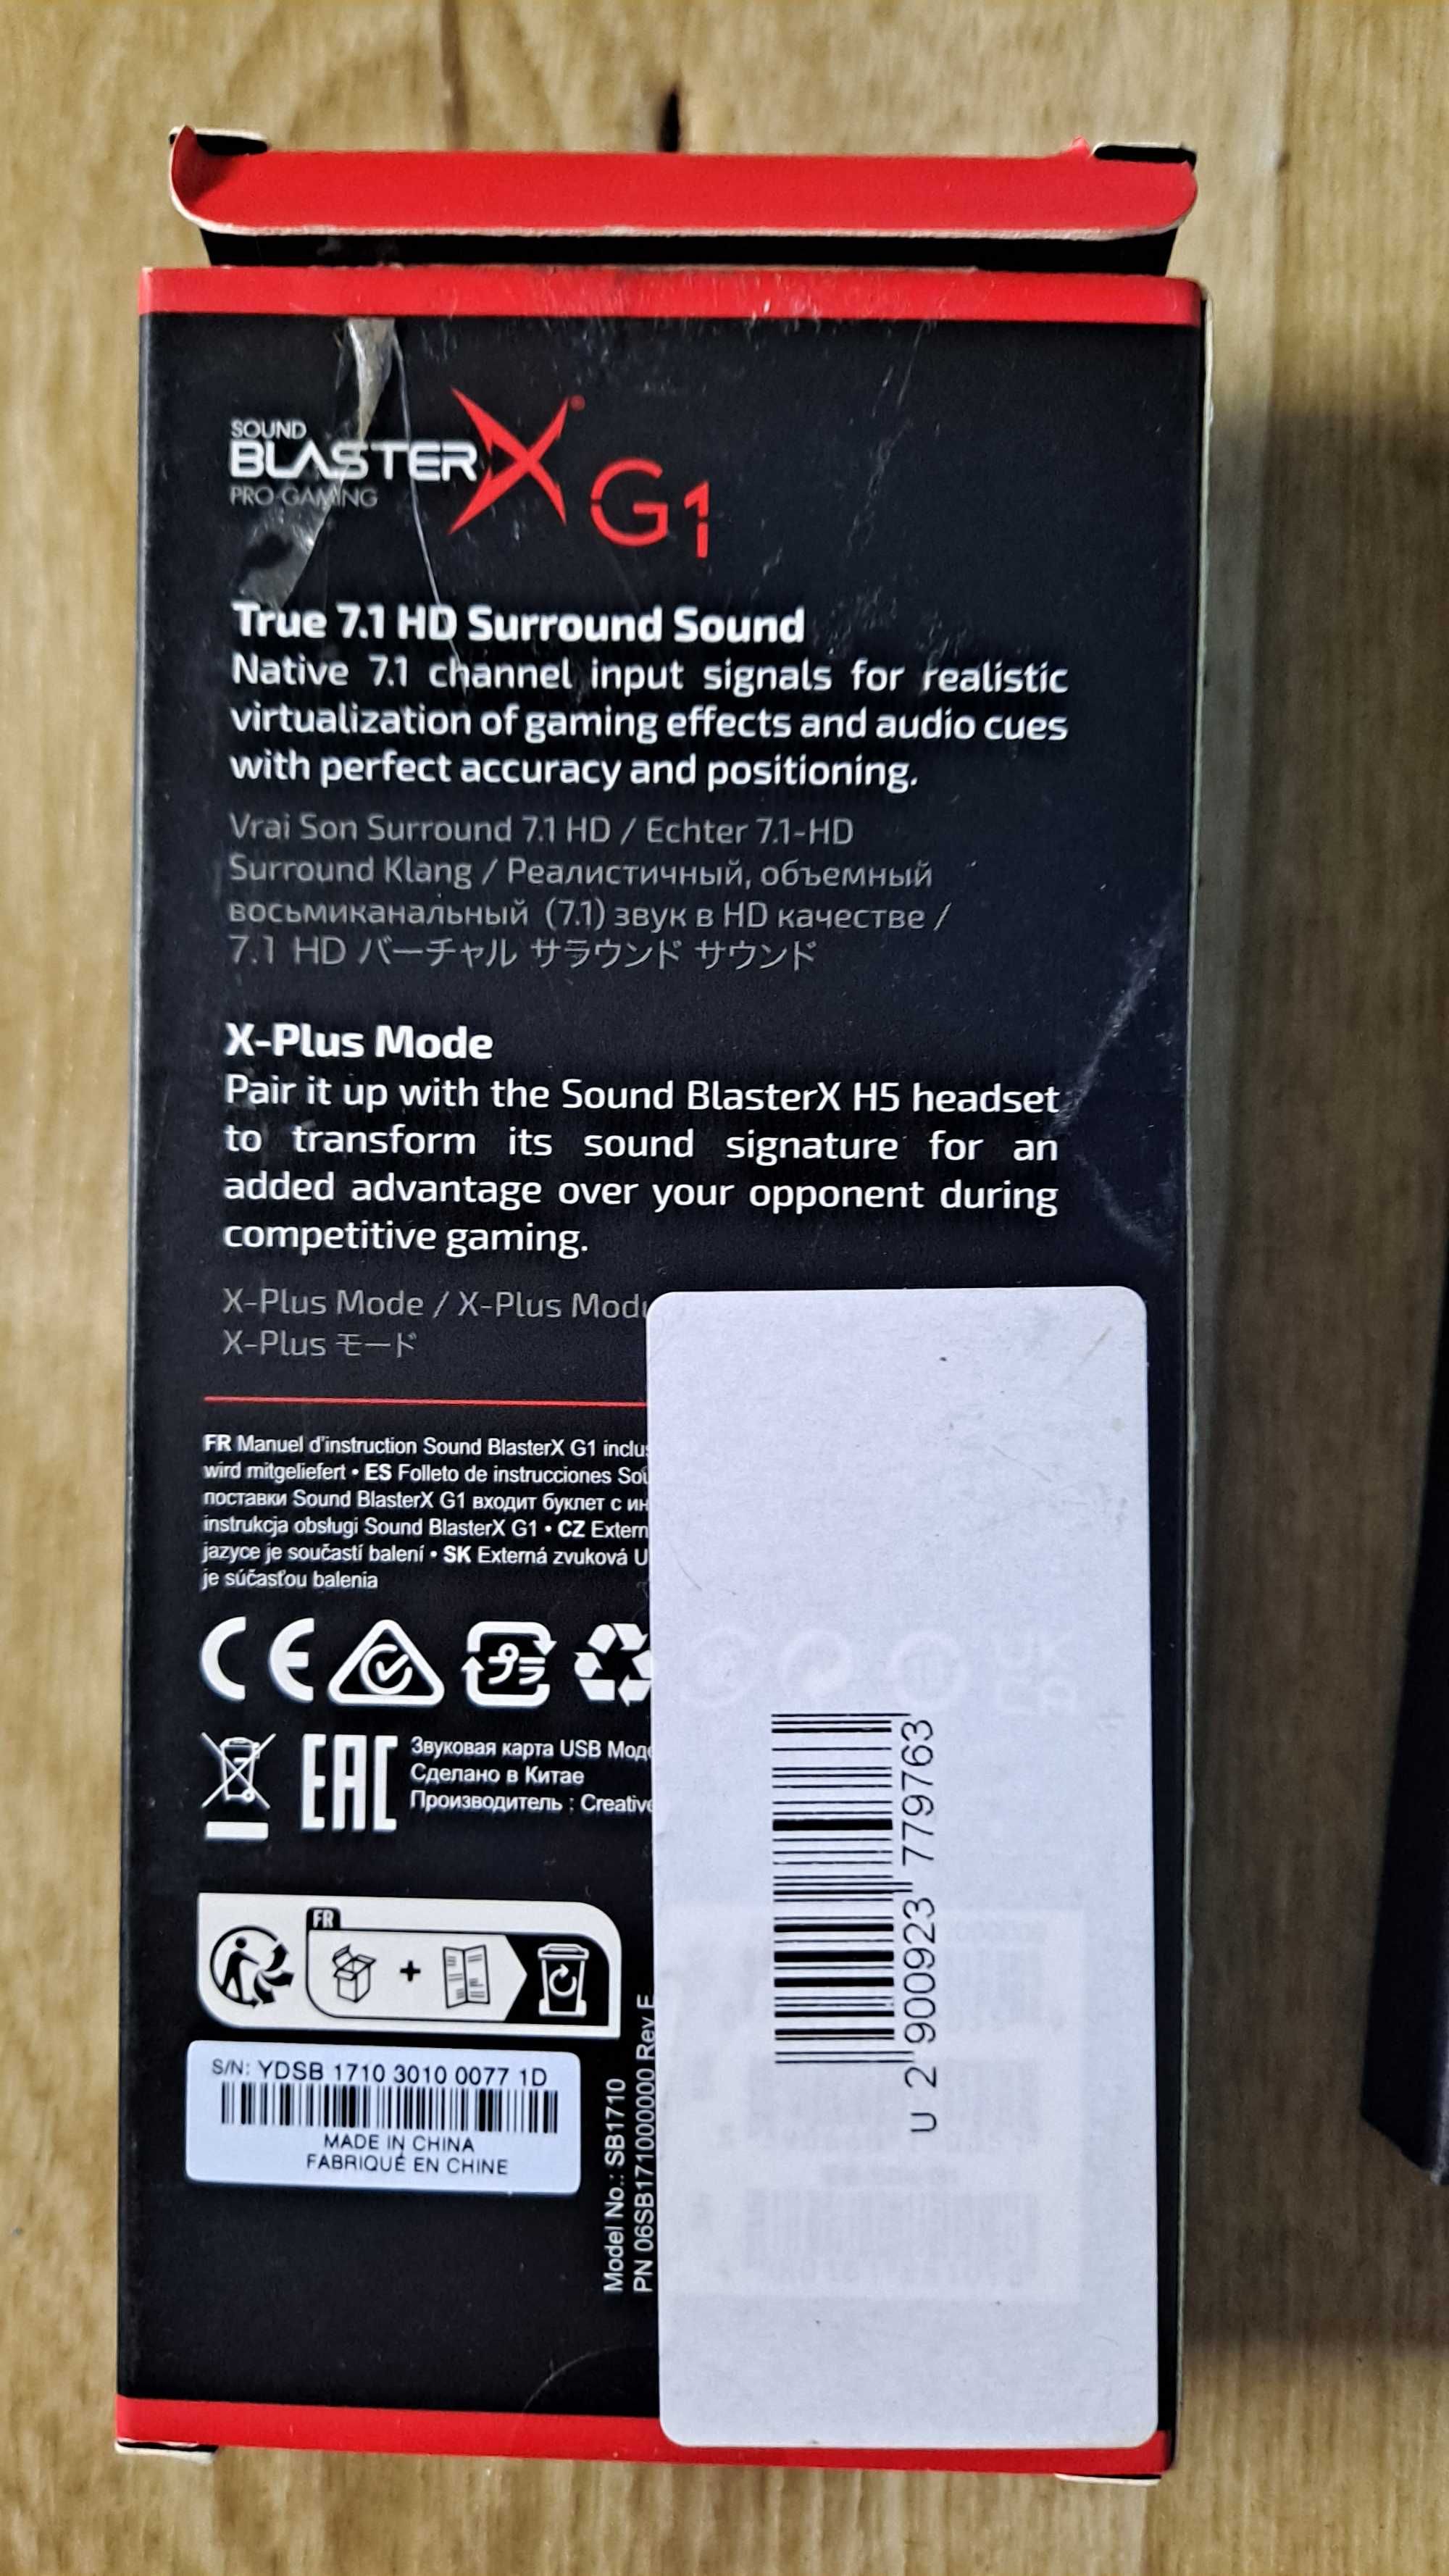 SOUND
BLASTERX® G1
PRO-GAMING
True 7.1 HD Surround Sound
Native 7.1 channel input signals for realistic
virtualization of gaming effects and audio cues
with perfect accuracy and positioning.
Vrai Son Surround 7.1 HD / Echter 7.1-HD
Surround Klang / Реалистичный, объемный
восьмиканальный (7.1) звук в HD качестве /
7.1 HD バーチャル サラウンド サウンド
X-Plus Mode
Pair it up with the Sound BlasterX H5 headset
to transform its sound signature for an
added advantage over your opponent during
competitive gaming.
X-Plus Mode / X-Plus
X-Plus モード
FR Manuel d'instruction Sound BlasterX G1
wird mitgeliefert • ES Folleto de instrucciones
поставки Sound BlasterX G1 входит буклет с
instrukcja obsługi Sound BlasterX G1 • CZ
jazyce je součastí balení • SK Externá zvuková
je súčasťou balenia
CE
EAC
Звуковая карта USB
Сделано в Китае
Производитель : Creative
FR
+
S/N: YDSB 1710 3010 0077 1D
MADE IN CHINA
FABRIQUÉ EN CHINE
Model No.: SB1710
PN 06SB171000000 Rev
U 2 900923 779763